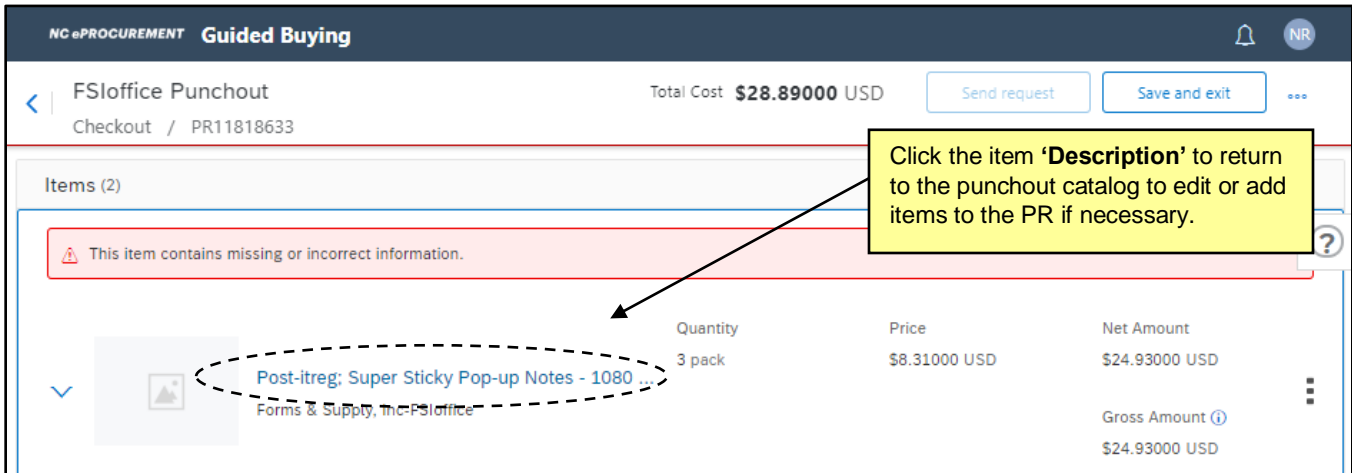 NC ePROCUREMENT Guided Buying
NR
FSIoffice Punchout
Total Cost $28.89000 USD
Send request
Save and exit
Checkout / PR11818633
Click the item ‘Description’ to return
to the punchout catalog to edit or add
items to the PR if necessary.
Items (2)
?
This item contains missing or incorrect information.
Quantity
Price
Net Amount
3 pack
$8.31000 USD
$24.93000 USD
Post-itreg; Super Sticky Pop-up Notes - 1080 ...
Forms & Supply, Inc-FSIoffice
Gross Amount
$24.93000 USD